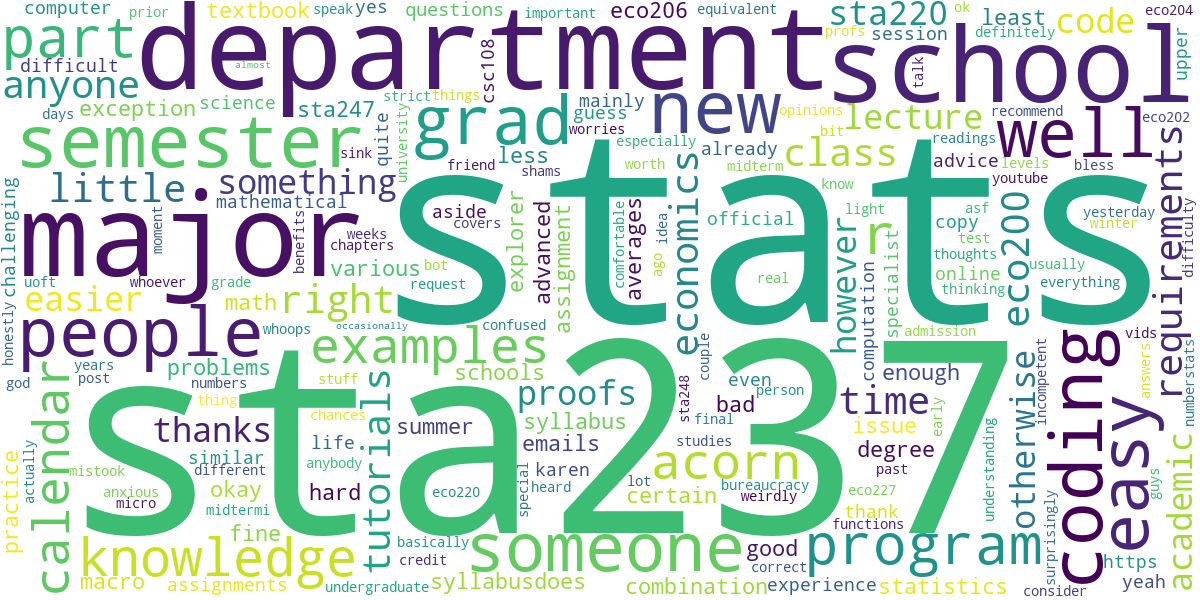 computer
prior
textbook
speak
yes
important
eco206
equivalent
ok
eco204
part
department
questions
sta220
profs
least
code
definitely
difficult
session
school
upper
anyone
almost
csc108
talk
exception
science
sta247
strict
things
mainly
guess
new
opinions
lecture
recommend
eco202
days
semester
quite
university
grad
worries
bit
readings
well
sink
less
especially
already
class
advice
levels
bless
friend
shams
worth
midterm
youtube
little
something
stats
economics
know
requirements
honestly
challenging
mathematical
aside
comfortable
averages
official
light
copy
asf
eco200
yesterday
major
moment
benefits
weeks
covers
advanced
idea
however
r
specialist
test
winter
difficulty
chapters
various
explorer
assignment
ago
thoughts
usually
uoft
whoever
grade
bot
request
real
computation
online
thinking
everything
easier
math
right
occasionally
confused
admission
coding
vids
people
whoops
examples
couple
god
years
post
problems
schools
time
enough
otherwise
incompetent
answers
numberstats
numbers
stuff
tutorials
proofs
sta248
even
person
easy
calendar
thing
chances
sta237
bad
thanks
summer
syllabus
final
issue
early
life
emails
studies
degree
similar
anybody
actually
different
practice
mistook
acorn
past
understanding
academic
guys
karen
heard
special
lot
bureaucracy
anxious
okay
hard
eco220
certain
weirdly
eco227
micro
midtermi
thank
functions
fine
basically
someone
good
program
surprisingly
knowledge
credit
correct
https
macro
assignments
undergraduate
syllabusdoes
combination
experience
statistics
consider
yeah